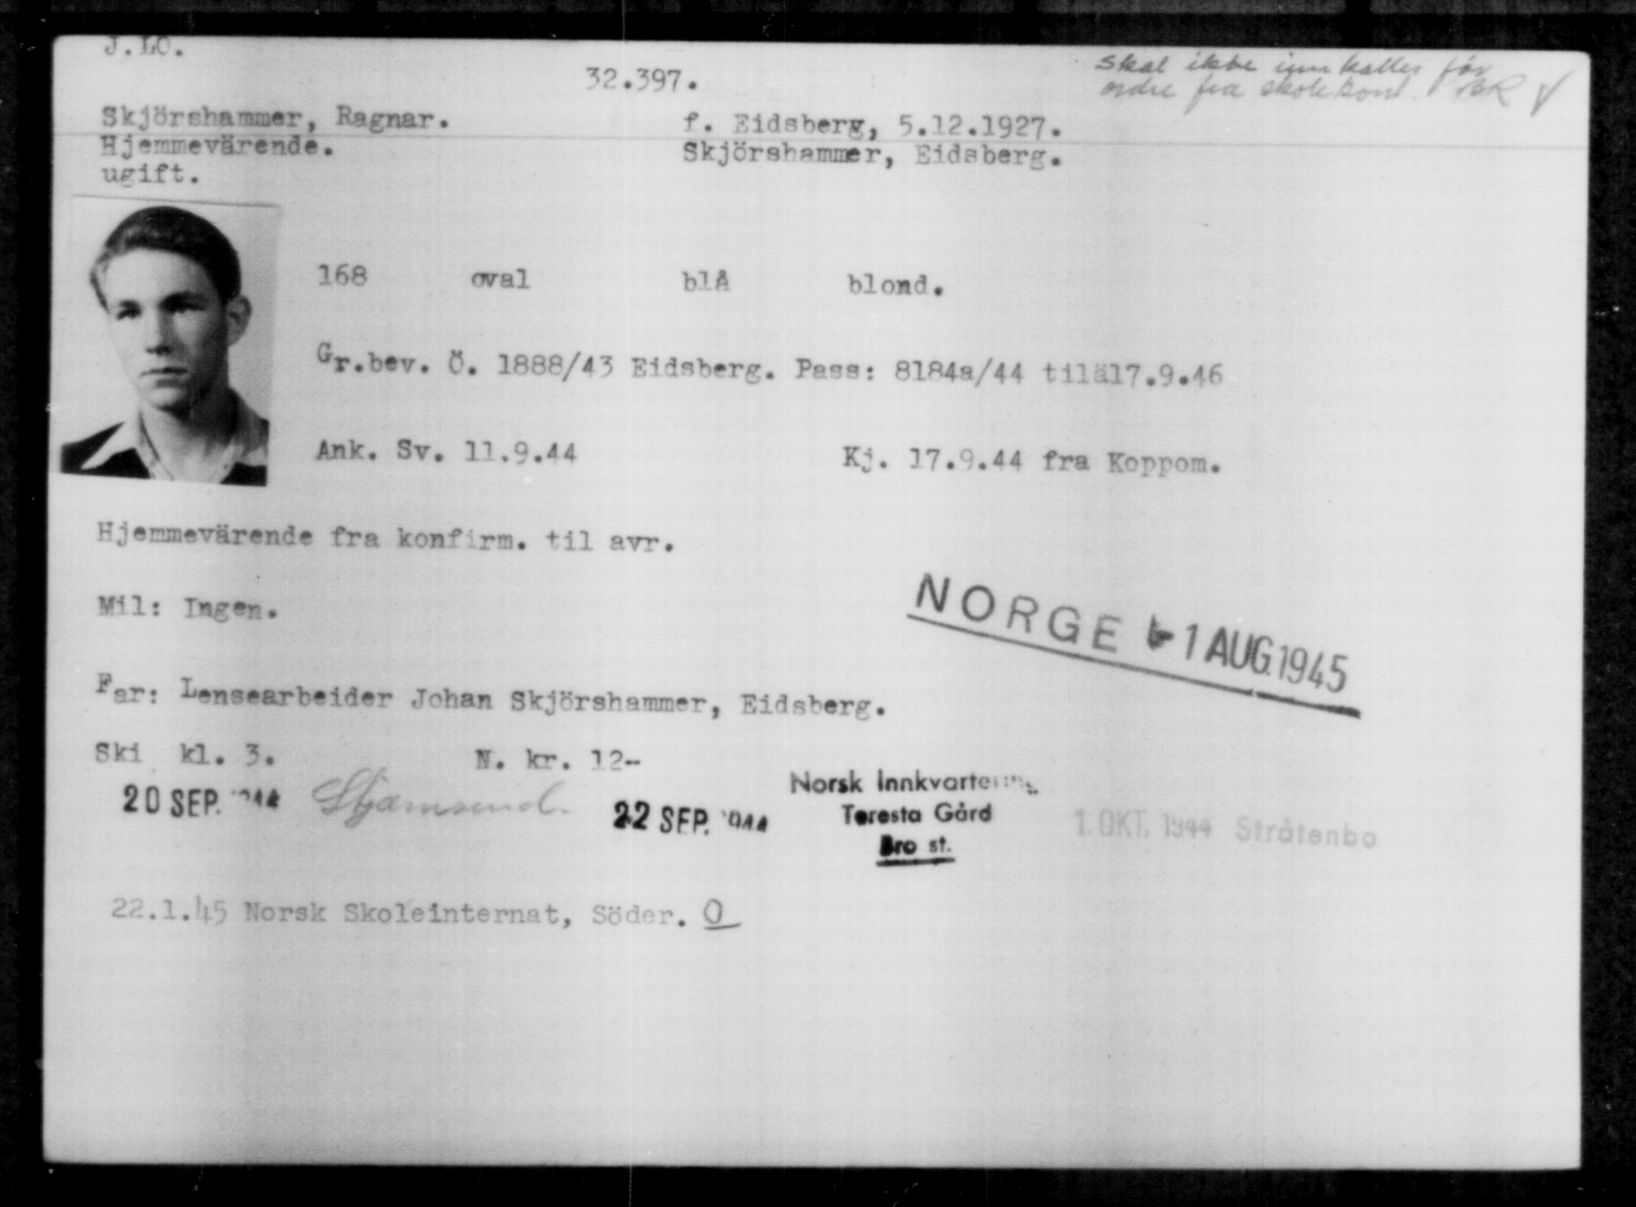 J.LO.
32.397.
Skal ikke innkalles før
ordre fra skolekont. BR V
Skjörshammer, Ragnar. f. Eidsberg, 5.12.1927.
Hjemmevärende. Skjörshammer, Eidsberg.
ugift.
168 oval blå blond.
Gr.bev. Ö. 1888/43 Eidsberg. Pass: 8184a/44 tilä17.9.46
Ank. Sv. 11.9.44 Kj. 17.9.44 fra Koppom.
Hjemmevärende fra konfirm. til avr.
Mil: Ingen.
NORGE 1 AUG.1945
Far: Lensearbeider Johan Skjörshammer, Eidsberg.
Ski kl. 3. N. kr. 12-
20 SEP. 1944 22 SEP. 1944 Norsk Innkvartering
Teresta Gård
Bro st.
1. OKT. 1944 Stråtenbo
22.1.45 Norsk Skoleinternat, Söder. O